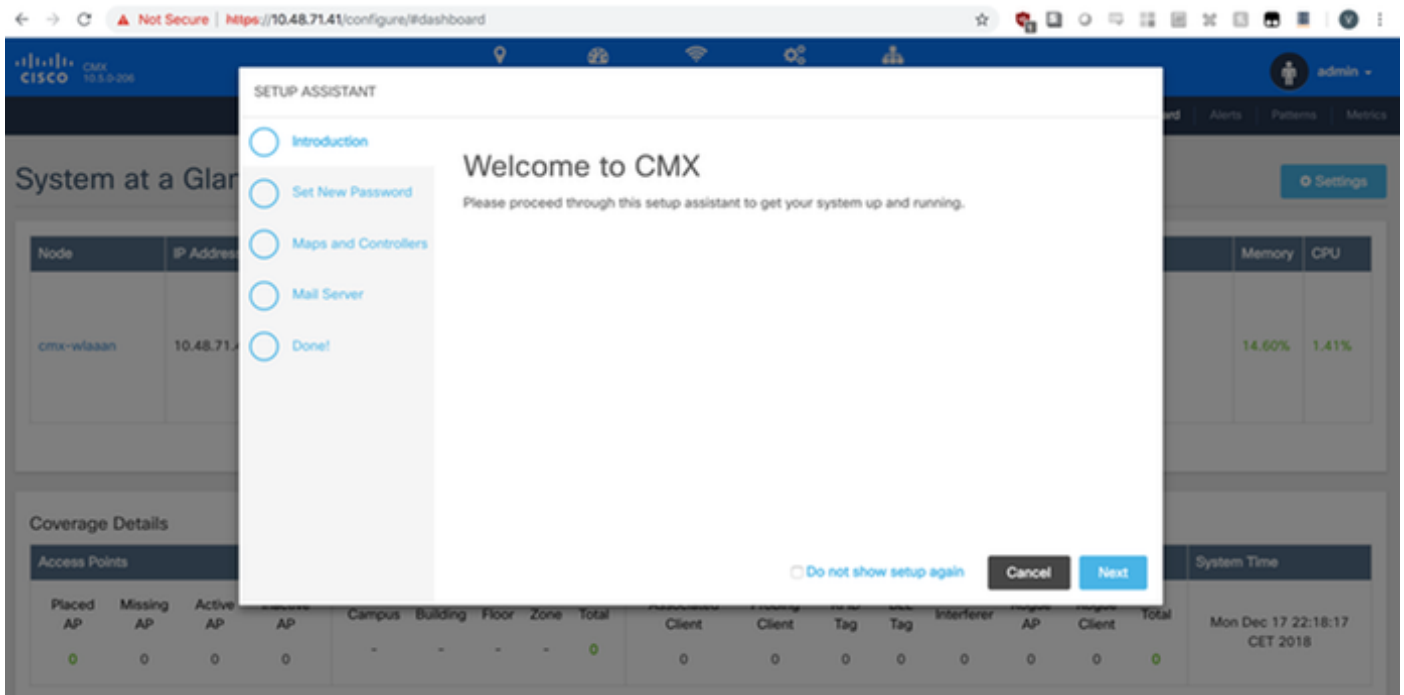 Not Secure | https://10.48.71.41/configure/#dashboard
V
CISCO CMX
10.5.0-206
admin
Alerts Patterns Metrics
System at a Glan
Settings
Node IP Address Memory CPU
cmx-wlaaan 10.48.71.4 14.60% 1.41%
SETUP ASSISTANT
Introduction
Set New Password
Maps and Controllers
Mail Server
Done!
Welcome to CMX
Please proceed through this setup assistant to get your system up and running.
Do not show setup again Cancel Next
Coverage Details
Access Points System Time
Placed AP Missing AP Active AP AP Campus Building Floor Zone Total Client Client Tag Tag Interferer AP Client Total
0 0 0 0 - - - - 0 0 0 0 0 0 0 0 0
Mon Dec 17 22:18:17
CET 2018